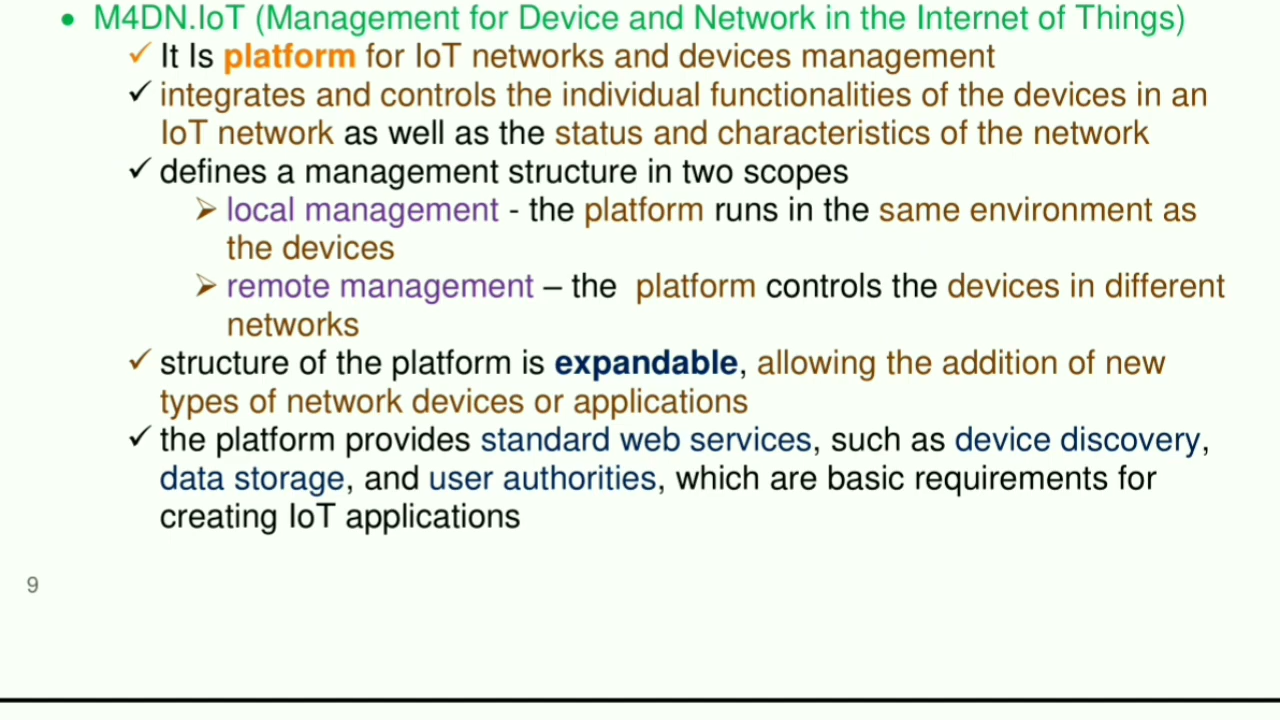 • M4DN.IoT (Management for Device and Network in the Internet of Things)
✓ It Is platform for IoT networks and devices management
✓ integrates and controls the individual functionalities of the devices in an
IoT network as well as the status and characteristics of the network
✓ defines a management structure in two scopes
➢ local management - the platform runs in the same environment as
the devices
➢ remote management – the platform controls the devices in different
networks
✓ structure of the platform is expandable, allowing the addition of new
types of network devices or applications
✓ the platform provides standard web services, such as device discovery,
data storage, and user authorities, which are basic requirements for
creating IoT applications
9